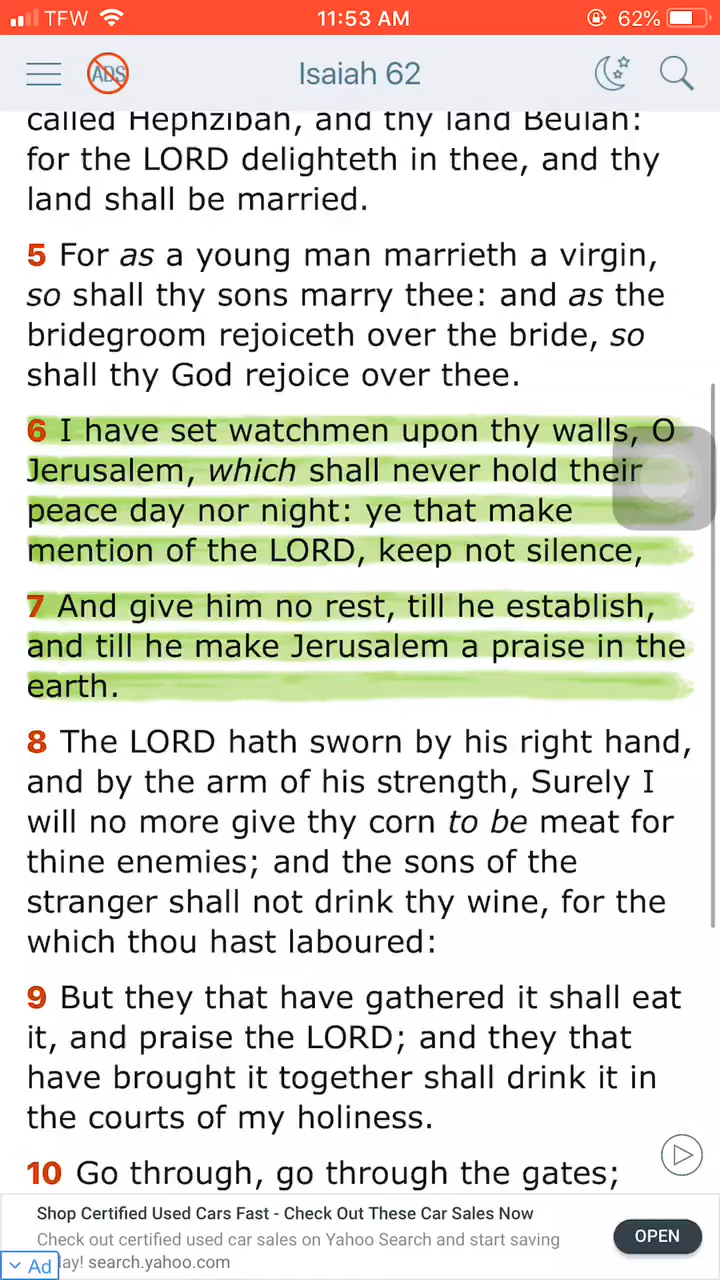 TFW 11:53 AM 62%
ADS Isaiah 62
called Hephzibah, and thy land Beulah:
for the LORD delighteth in thee, and thy
land shall be married.
5 For as a young man marrieth a virgin,
so shall thy sons marry thee: and as the
bridegroom rejoiceth over the bride, so
shall thy God rejoice over thee.
6 I have set watchmen upon thy walls, O
Jerusalem, which shall never hold their
peace day nor night: ye that make
mention of the LORD, keep not silence,
7 And give him no rest, till he establish,
and till he make Jerusalem a praise in the
earth.
8 The LORD hath sworn by his right hand,
and by the arm of his strength, Surely I
will no more give thy corn to be meat for
thine enemies; and the sons of the
stranger shall not drink thy wine, for the
which thou hast laboured:
9 But they that have gathered it shall eat
it, and praise the LORD; and they that
have brought it together shall drink it in
the courts of my holiness.
10 Go through, go through the gates;
Shop Certified Used Cars Fast - Check Out These Car Sales Now
Check out certified used car sales on Yahoo Search and start saving
lay! search.yahoo.com
OPEN
Ad